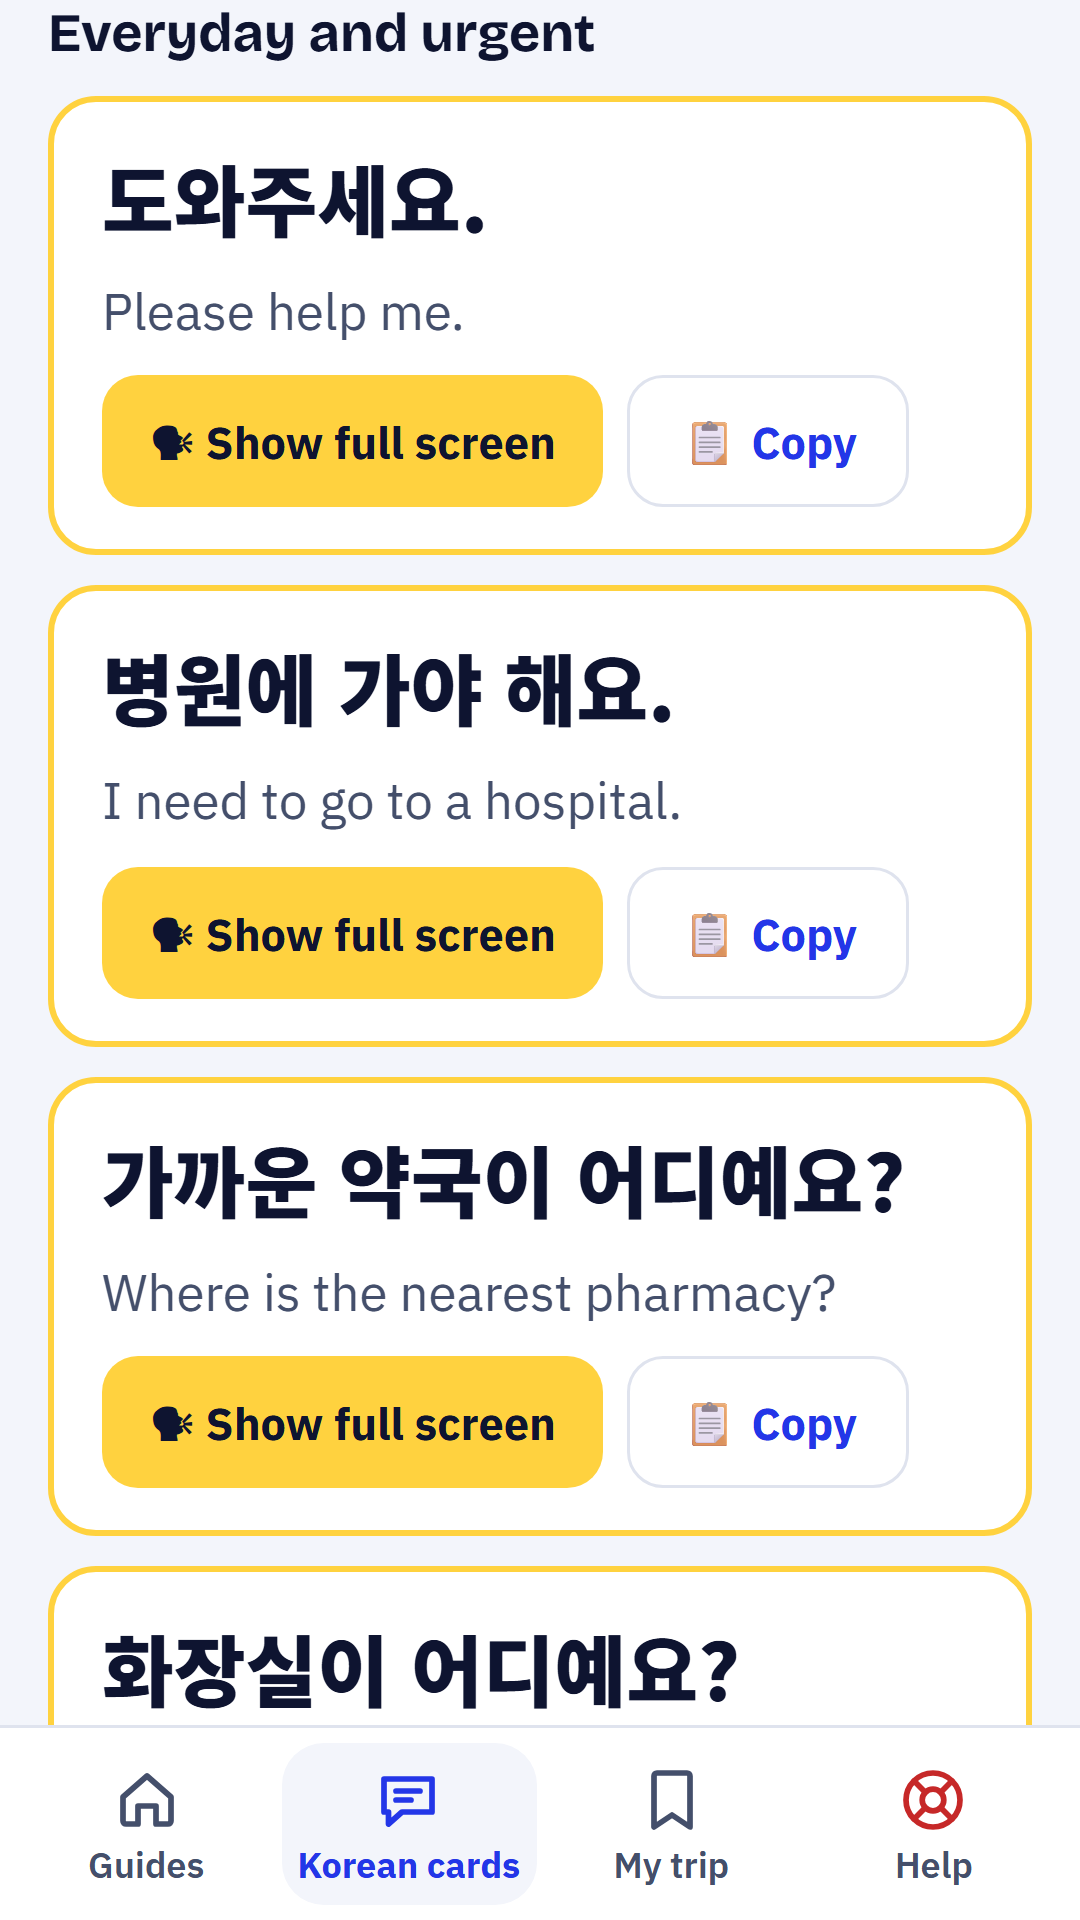 Everyday and urgent
도와주세요.
Please help me.
Show full screen
Copy
병원에 가야 해요.
I need to go to a hospital.
Show full screen
Copy
가까운 약국이 어디예요?
Where is the nearest pharmacy?
Show full screen
Copy
화장실이 어디예요?
Guides
Korean cards
My trip
Help